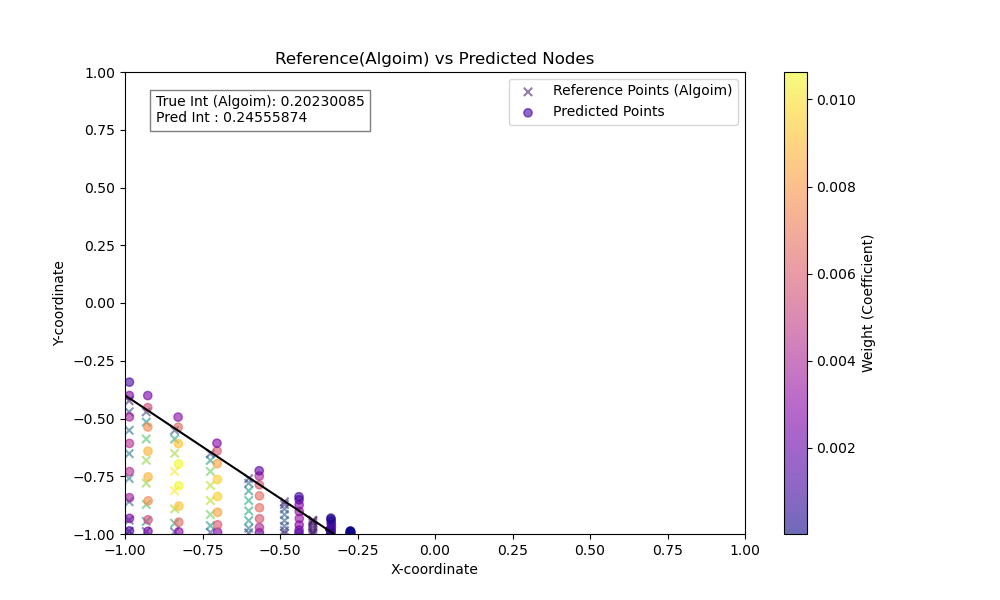 Reference(Algoim) vs Predicted Nodes
True Int (Algoim): 0.20230085
Pred Int : 0.24555874
Reference Points (Algoim)
Predicted Points
1.00
0.75
0.50
0.25
0.00
−0.25
−0.50
−0.75
−1.00
Y-coordinate
−1.00 −0.75 −0.50 −0.25 0.00 0.25 0.50 0.75 1.00
X-coordinate
0.010
0.008
0.006
0.004
0.002
Weight (Coefficient)